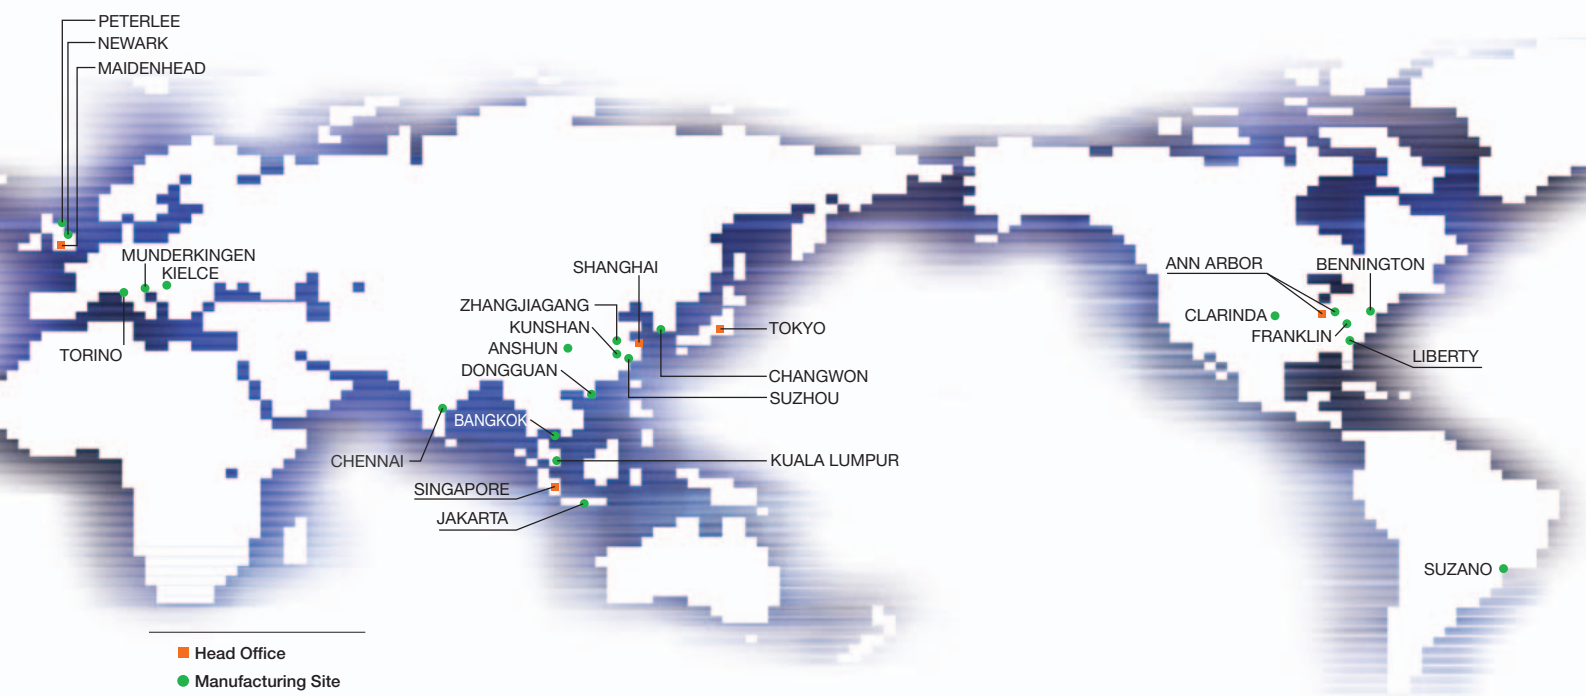 PETERLEE
NEWARK
MAIDENHEAD
MUNDERKINGEN
KIELCE
TORINO
SHANGHAI
ZHANGJIAGANG
KUNSHAN
ANSHUN
DONGGUAN
BANGKOK
CHENNAI
SINGAPORE
JAKARTA
TOKYO
CHANGWON
SUZHOU
KUALA LUMPUR
ANN ARBOR
BENNINGTON
CLARINDA
FRANKLIN
LIBERTY
SUZANO
Head Office
Manufacturing Site